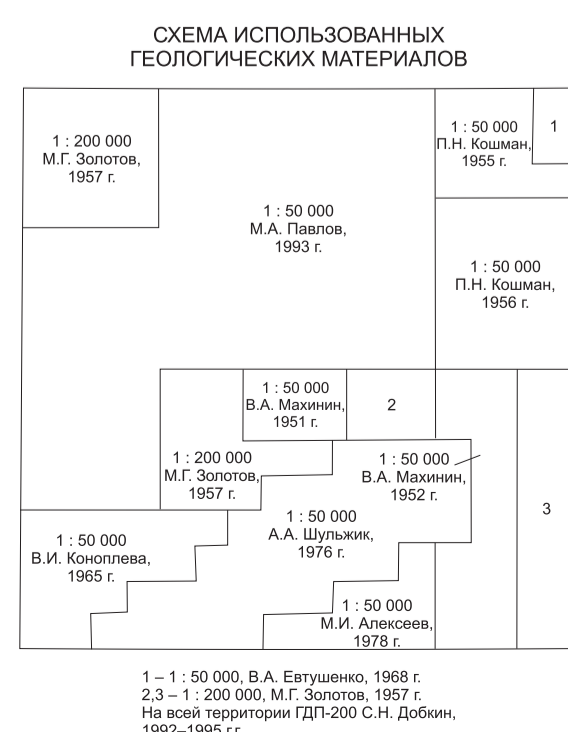 СХЕМА ИСПОЛЬЗОВАННЫХ
ГЕОЛОГИЧЕСКИХ МАТЕРИАЛОВ
1 : 200 000
М.Г. Золотов,
1957 г.
1 : 50 000
М.А. Павлов,
1993 г.
1 : 50 000
П.Н. Кошман,
1955 г.
1
1 : 50 000
П.Н. Кошман,
1956 г.
1 : 50 000
В.А. Махинин,
1951 г.
2
1 : 200 000
М.Г. Золотов,
1957 г.
1 : 50 000
В.А. Махинин,
1952 г.
3
1 : 50 000
А.А. Шульжик,
1976 г.
1 : 50 000
В.И. Коноплева,
1965 г.
1 : 50 000
М.И. Алексеев,
1978 г.
1 – 1 : 50 000, В.А. Евтушенко, 1968 г.
2,3 – 1 : 200 000, М.Г. Золотов, 1957 г.
На всей территории ГДП-200 С.Н. Добкин,
1992–1995 г.г.